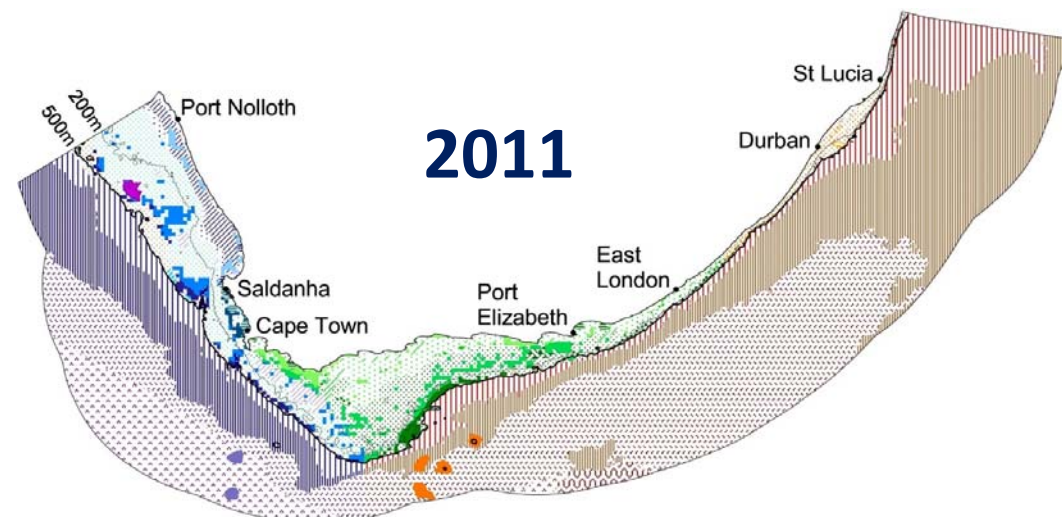 200m
500m
Port Nolloth
2011
St Lucia
Durban
East
London
Port
Elizabeth
Saldanha
Cape Town